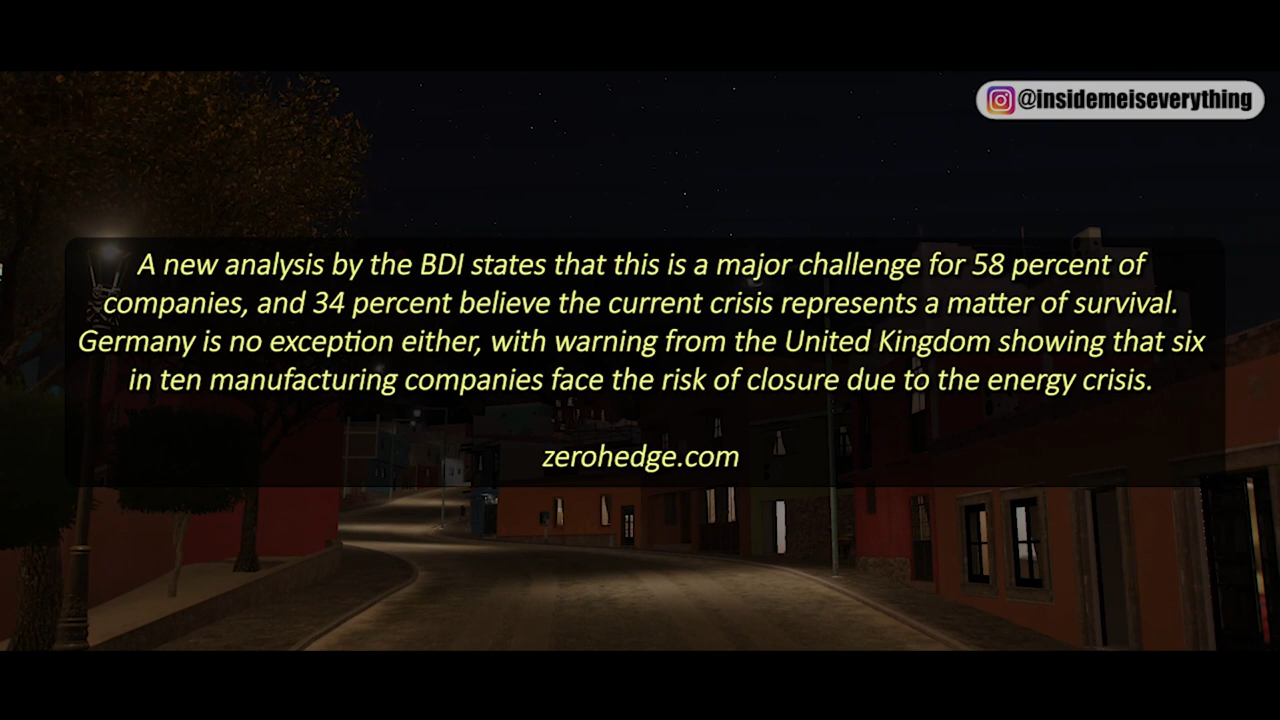 @insidemeiseverything
A new analysis by the BDI states that this is a major challenge for 58 percent of
companies, and 34 percent believe the current crisis represents a matter of survival.
Germany is no exception either, with warning from the United Kingdom showing that six
in ten manufacturing companies face the risk of closure due to the energy crisis.
zerohedge.com